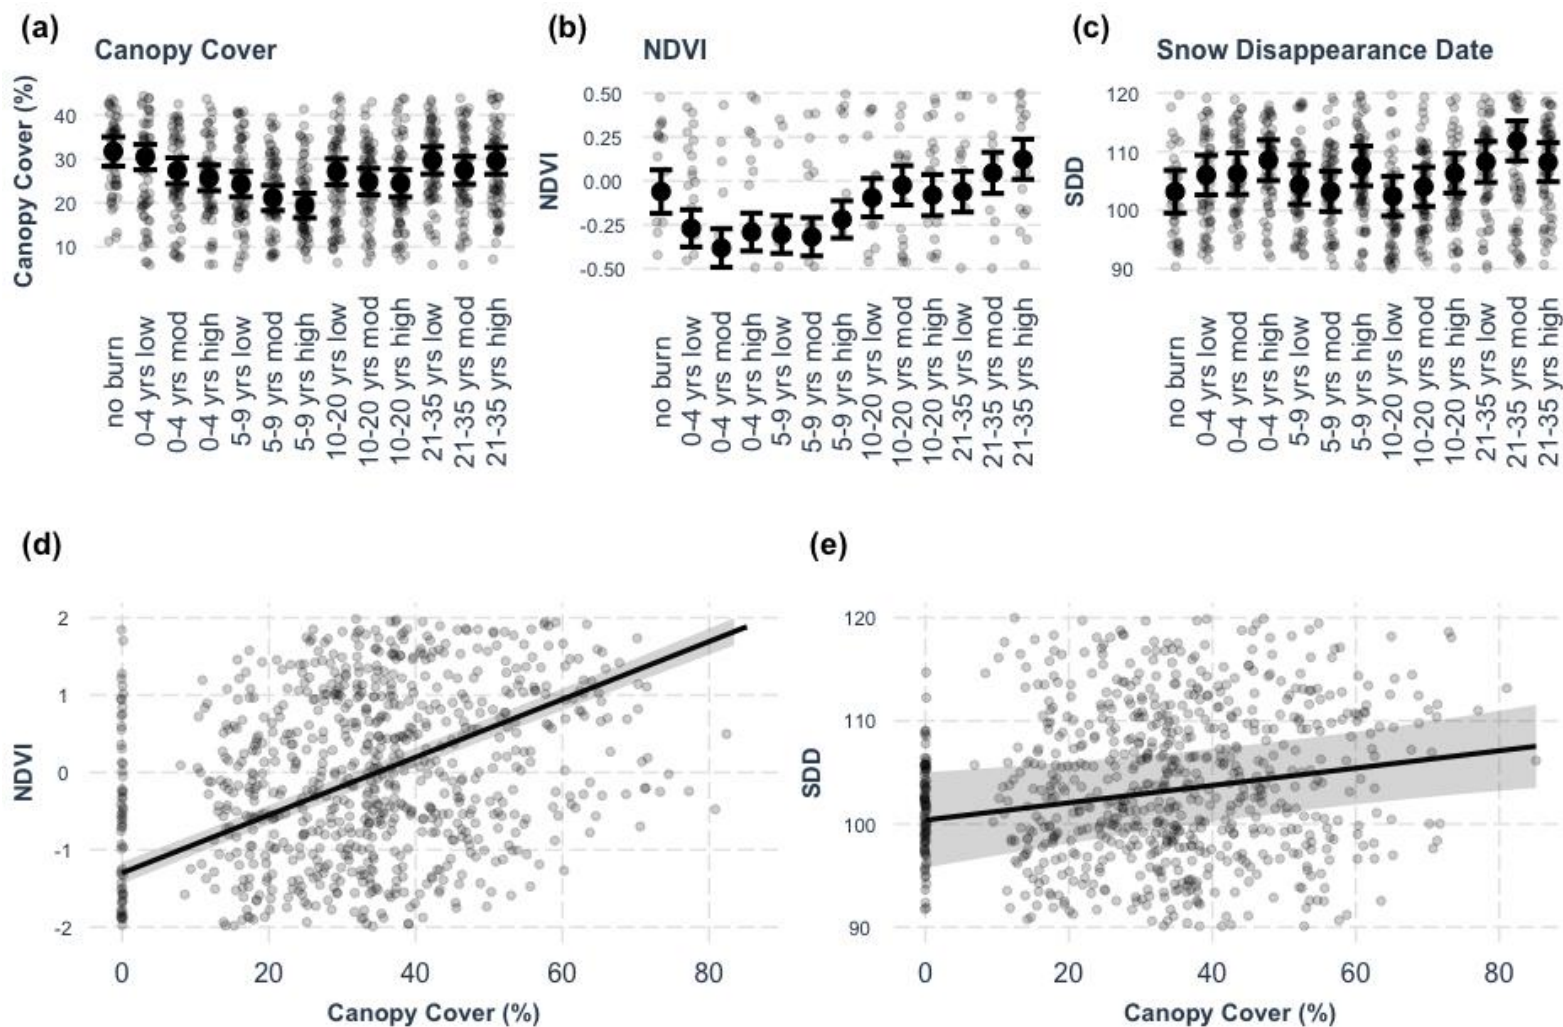 (a)
Canopy Cover
Canopy Cover (%)
40
30
20
10
no burn
0-4 yrs low
0-4 yrs mod
0-4 yrs high
5-9 yrs low
5-9 yrs mod
5-9 yrs high
10-20 yrs low
10-20 yrs mod
10-20 yrs high
21-35 yrs low
21-35 yrs mod
21-35 yrs high
(b)
NDVI
NDVI
0.50
0.25
0.00
-0.25
-0.50
no burn
0-4 yrs low
0-4 yrs mod
0-4 yrs high
5-9 yrs low
5-9 yrs mod
5-9 yrs high
10-20 yrs low
10-20 yrs mod
10-20 yrs high
21-35 yrs low
21-35 yrs mod
21-35 yrs high
(c)
Snow Disappearance Date
SDD
120
110
100
90
no burn
0-4 yrs low
0-4 yrs mod
0-4 yrs high
5-9 yrs low
5-9 yrs mod
5-9 yrs high
10-20 yrs low
10-20 yrs mod
10-20 yrs high
21-35 yrs low
21-35 yrs mod
21-35 yrs high
(d)
NDVI
2
1
0
-1
-2
0 20 40 60 80
Canopy Cover (%)
(e)
SDD
120
110
100
90
0 20 40 60 80
Canopy Cover (%)